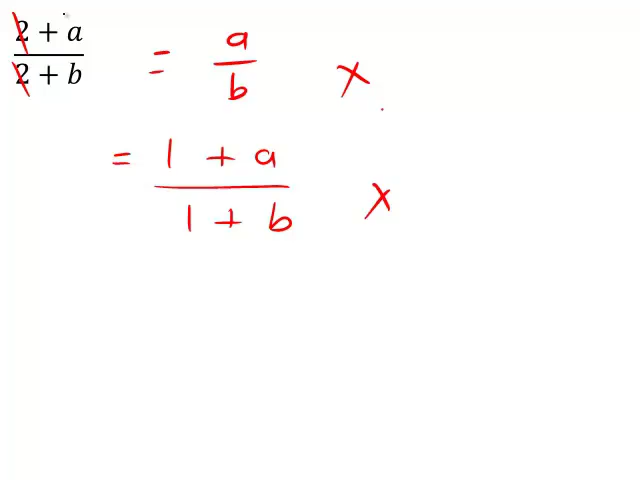 2 + a
2 + b
= a
b
x
= 1 + a
1 + b
x